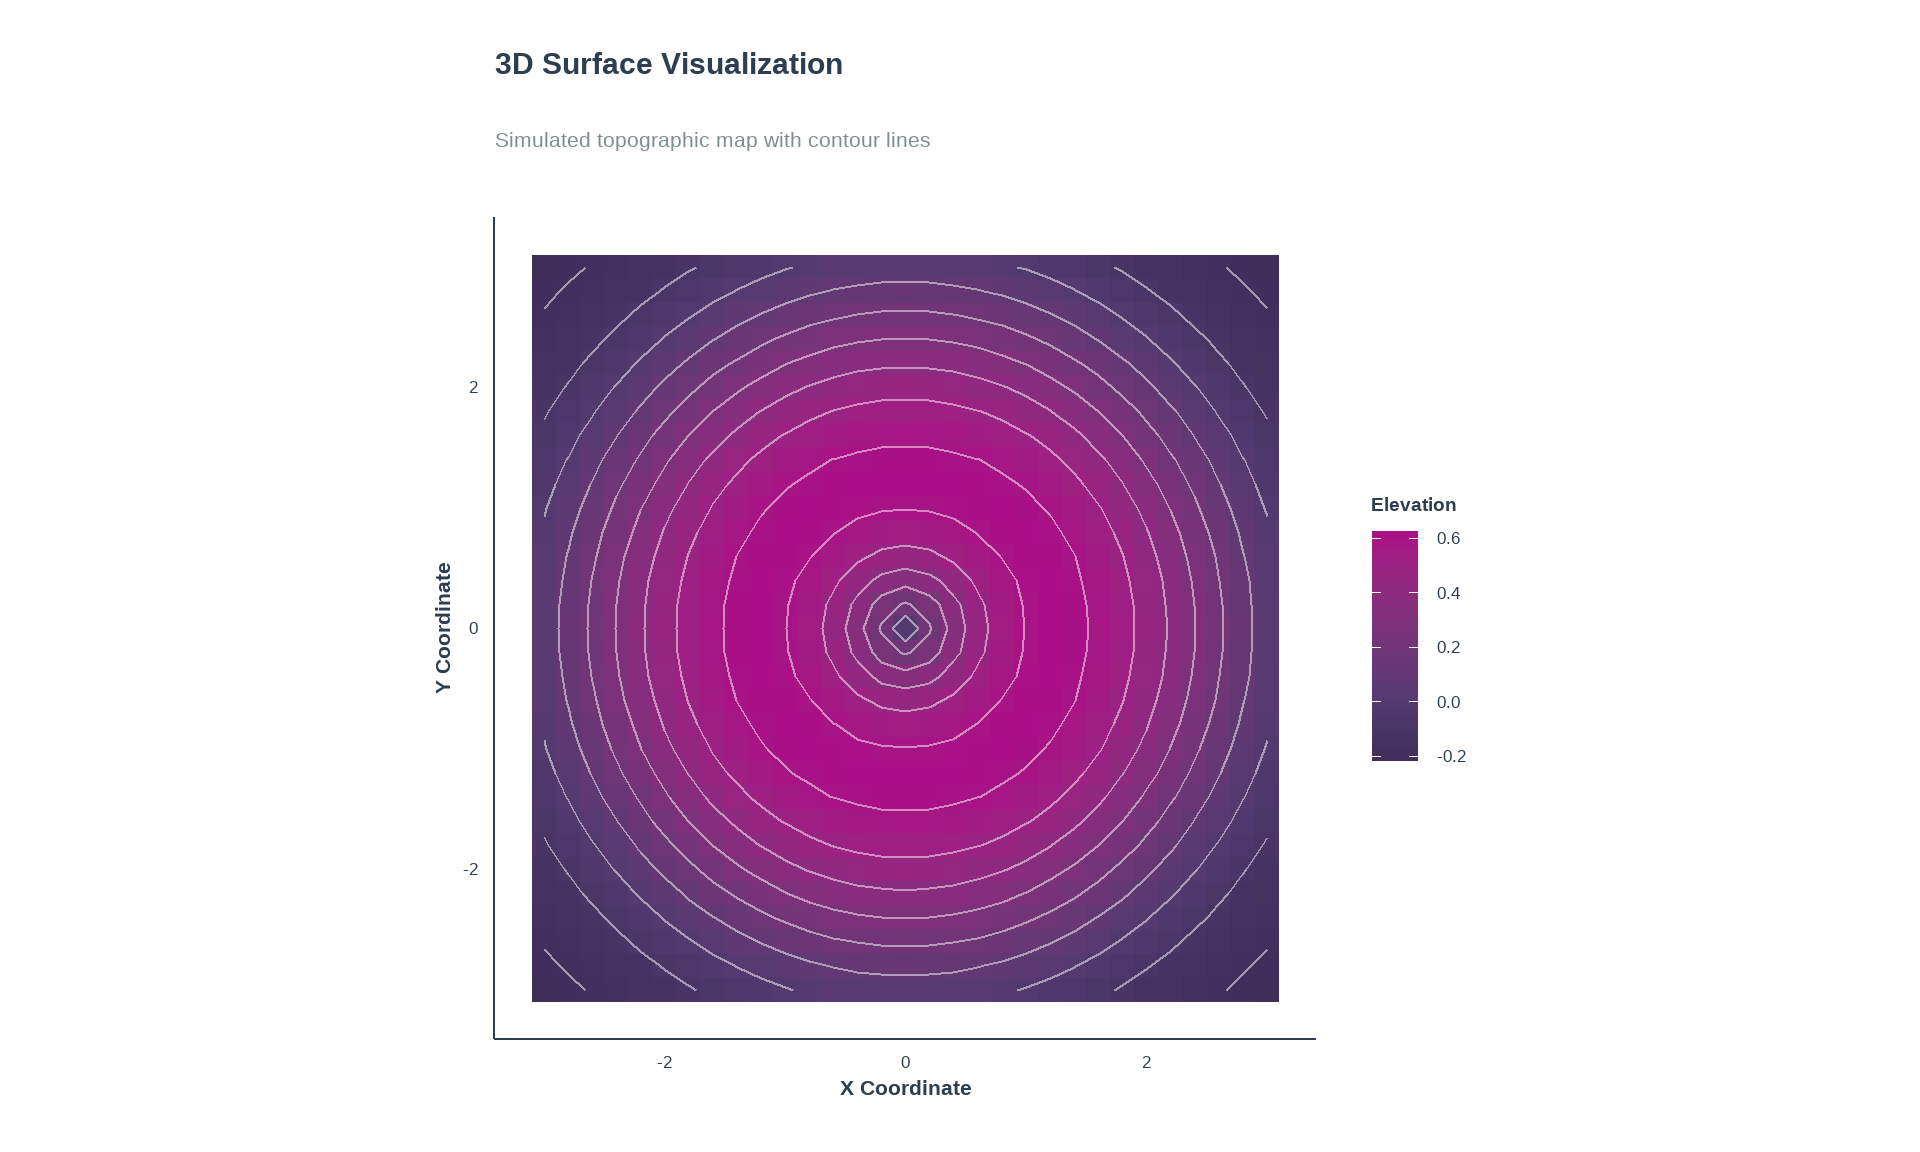 3D Surface Visualization
Simulated topographic map with contour lines
Y Coordinate
2
0
-2
-2
0
2
X Coordinate
Elevation
0.6
0.4
0.2
0.0
-0.2